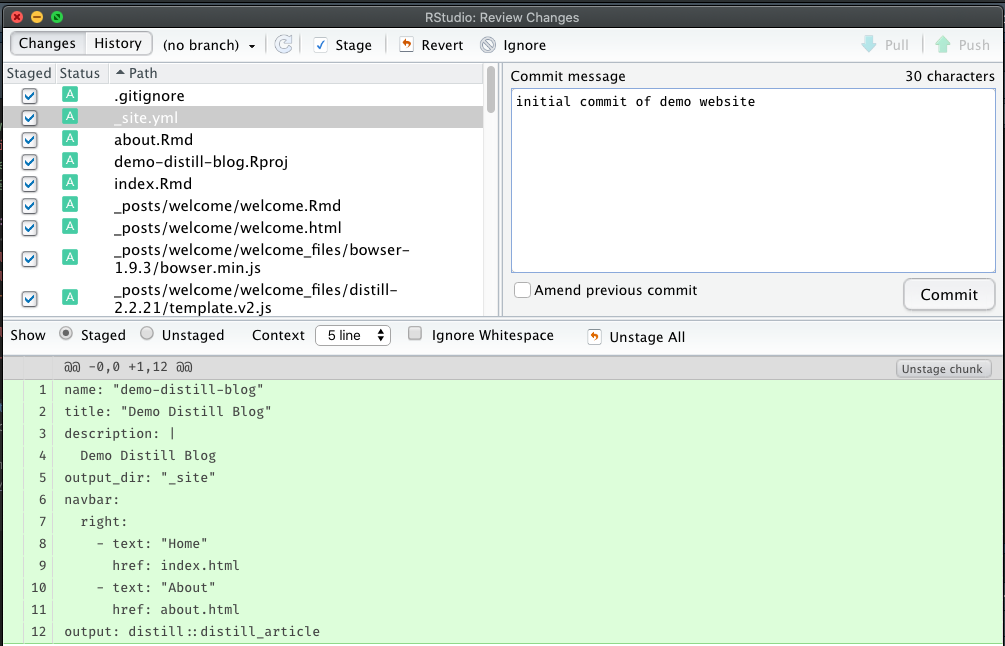 RStudio: Review Changes
Changes History (no branch) Stage Revert Ignore Pull Push
Staged Status Path
A .gitignore
A _site.yml
A about.Rmd
A demo-distill-blog.Rproj
A index.Rmd
A _posts/welcome/welcome.Rmd
A _posts/welcome/welcome.html
A _posts/welcome/welcome_files/bowser-
1.9.3/bowser.min.js
A _posts/welcome/welcome_files/distill-
2.2.21/template.v2.js
Commit message 30 characters
initial commit of demo website
Amend previous commit Commit
Show Staged Unstaged Context 5 line Ignore Whitespace Unstage All
@@ -0,0 +1,12 @@ Unstage chunk
1 name: "demo-distill-blog"
2 title: "Demo Distill Blog"
3 description: |
4 Demo Distill Blog
5 output_dir: "_site"
6 navbar:
7 right:
8 - text: "Home"
9 href: index.html
10 - text: "About"
11 href: about.html
12 output: distill::distill_article